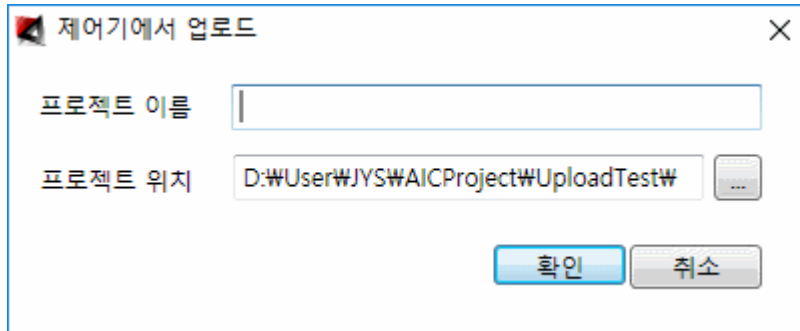 제어기에서 업로드
프로젝트 이름
프로젝트 위치 D:₩User₩JYS₩AICProject₩UploadTest₩ ...
확인 취소